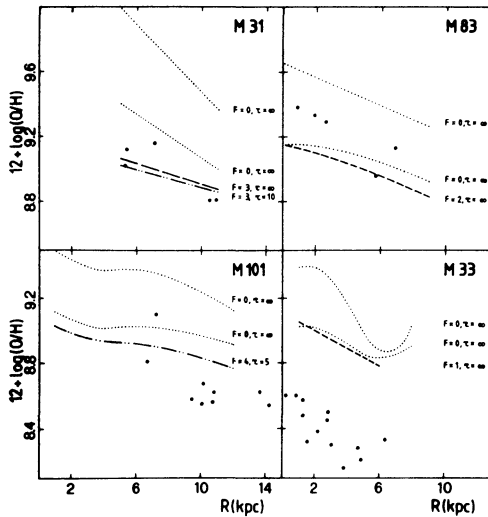 M 31
M 83
9.6
9.2
8.8
12+log(O/H)
F=0,τ=∞
F=0,τ=∞
F=3,τ=∞
F=3,τ=10
F=0,τ=∞
F=0,τ=∞
F=2,τ=∞
M 101
M 33
9.2
8.8
8.4
12+log(O/H)
F=0,τ=∞
F=0,τ=∞
F=4,τ=5
F=0,τ=∞
F=0,τ=∞
F=1,τ=∞
2 6 10 14 2 6 10
R(kpc) R(kpc)